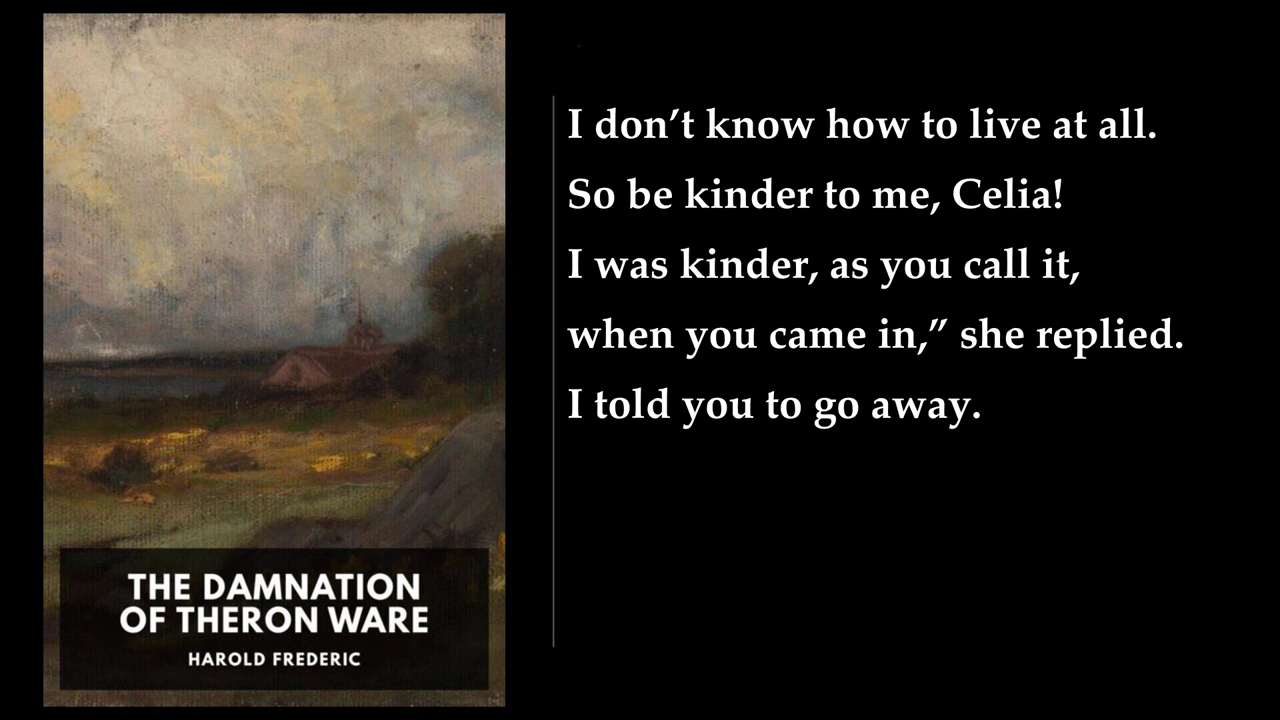 THE DAMNATION
OF THERON WARE
HAROLD FREDERIC
I don’t know how to live at all.
So be kinder to me, Celia!
I was kinder, as you call it,
when you came in,” she replied.
I told you to go away.